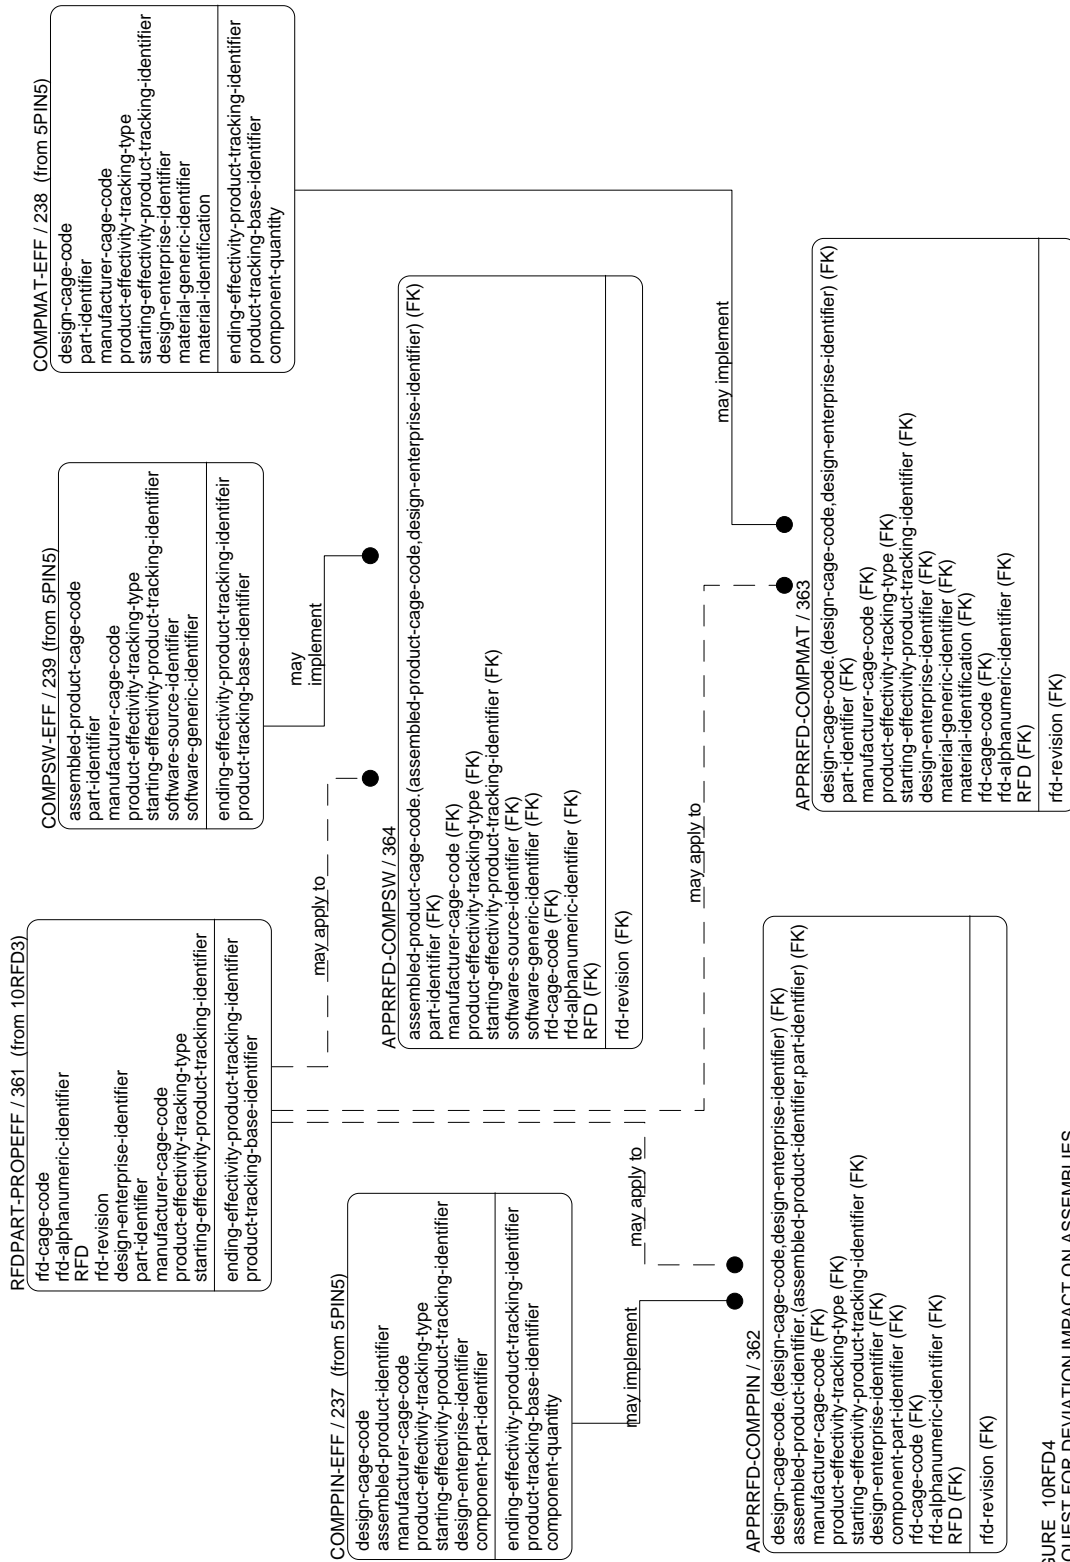 RFDPART-PROPEFF / 361 (from 10RFD3)
rfd-cage-code
rfd-alphanumeric-identifier
RFD
rfd-revision
design-enterprise-identifier
part-identifier
manufacturer-cage-code
product-effectivity-tracking-type
starting-effectivity-product-tracking-identifier
ending-effectivity-product-tracking-identifier
product-tracking-base-identifier
COMPSW-EFF / 239 (from 5PIN5)
assembled-product-cage-code
part-identifier
manufacturer-cage-code
product-effectivity-tracking-type
starting-effectivity-product-tracking-identifier
software-source-identifier
software-generic-identifier
ending-effectivity-product-tracking-identifeir
product-tracking-base-identifier
COMPMAT-EFF / 238 (from 5PIN5)
design-cage-code
part-identifier
manufacturer-cage-code
product-effectivity-tracking-type
starting-effectivity-product-tracking-identifier
design-enterprise-identifier
material-generic-identifier
material-identification
ending-effectivity-product-tracking-identifier
product-tracking-base-identifier
component-quantity
may apply to
may
implement
COMPPIN-EFF / 237 (from 5PIN5)
design-cage-code
assembled-product-identifier
manufacturer-cage-code
product-effectivity-tracking-type
starting-effectivity-product-tracking-identifier
design-enterprise-identifier
component-part-identifier
ending-effectivity-product-tracking-identifier
product-tracking-base-identifier
component-quantity
APPRRFD-COMPSW / 364
assembled-product-cage-code.(assembled-product-cage-code,design-enterprise-identifier) (FK)
part-identifier (FK)
manufacturer-cage-code (FK)
product-effectivity-tracking-type (FK)
starting-effectivity-product-tracking-identifier (FK)
software-source-identifier (FK)
software-generic-identifier (FK)
rfd-cage-code (FK)
rfd-alphanumeric-identifier (FK)
RFD (FK)
rfd-revision (FK)
may implement
may apply to
may apply to
may implement
APPRRFD-COMPPIN / 362
design-cage-code.(design-cage-code,design-enterprise-identifier) (FK)
assembled-product-identifier.(assembled-product-identifier,part-identifier) (FK)
manufacturer-cage-code (FK)
product-effectivity-tracking-type (FK)
starting-effectivity-product-tracking-identifier (FK)
design-enterprise-identifier (FK)
component-part-identifier (FK)
rfd-cage-code (FK)
rfd-alphanumeric-identifier (FK)
RFD (FK)
rfd-revision (FK)
APPRRFD-COMPMAT / 363
design-cage-code.(design-cage-code,design-enterprise-identifier) (FK)
part-identifier (FK)
manufacturer-cage-code (FK)
product-effectivity-tracking-type (FK)
starting-effectivity-product-tracking-identifier (FK)
design-enterprise-identifier (FK)
material-generic-identifier (FK)
material-identification (FK)
rfd-cage-code (FK)
rfd-alphanumeric-identifier (FK)
RFD (FK)
rfd-revision (FK)
GURE 10RFD4
QUEST FOR DEVIATION IMPACT ON ASSEMBLIES